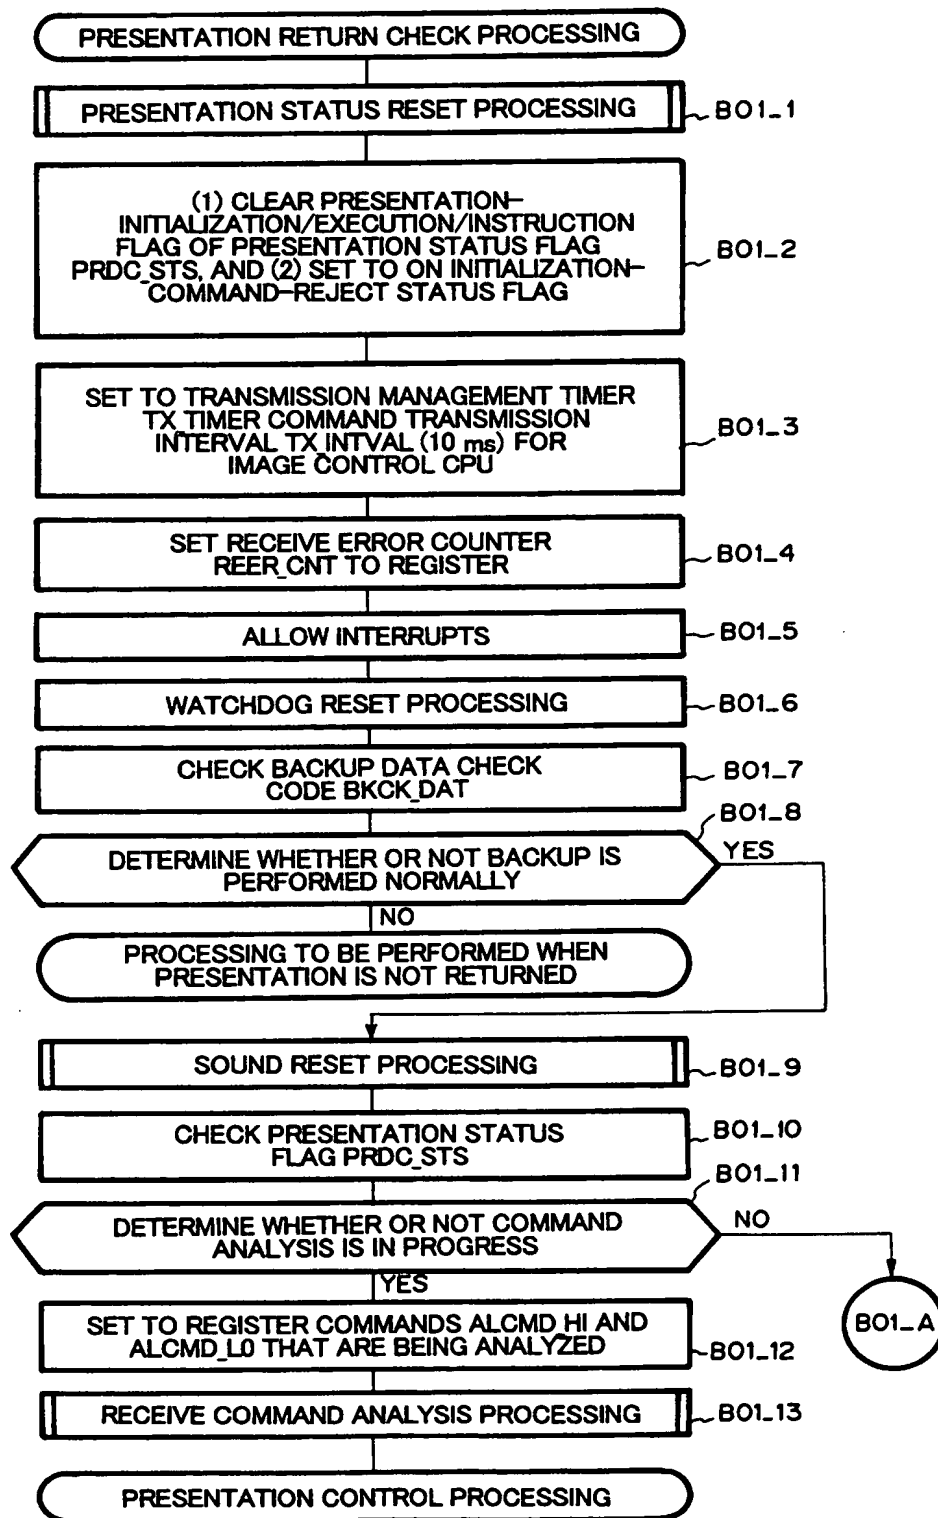 PRESENTATION RETURN CHECK PROCESSING
PRESENTATION STATUS RESET PROCESSING
B01_1
(1) CLEAR PRESENTATION-
INITIALIZATION/EXECUTION/INSTRUCTION
FLAG OF PRESENTATION STATUS FLAG
PRDC_STS, AND (2) SET TO ON INITIALIZATION-
COMMAND-REJECT STATUS FLAG
B01_2
SET TO TRANSMISSION MANAGEMENT TIMER
TX_TIMER COMMAND TRANSMISSION
INTERVAL TX_INTVAL (10 ms) FOR
IMAGE CONTROL CPU
B01_3
SET RECEIVE ERROR COUNTER
REER_CNT TO REGISTER
B01_4
ALLOW INTERRUPTS
B01_5
WATCHDOG RESET PROCESSING
B01_6
CHECK BACKUP DATA CHECK
CODE BKCK_DAT
B01_7
B01_8
DETERMINE WHETHER OR NOT BACKUP IS
PERFORMED NORMALLY
YES
NO
PROCESSING TO BE PERFORMED WHEN
PRESENTATION IS NOT RETURNED
SOUND RESET PROCESSING
B01_9
CHECK PRESENTATION STATUS
FLAG PRDC_STS
B01_10
B01_11
DETERMINE WHETHER OR NOT COMMAND
ANALYSIS IS IN PROGRESS
NO
YES
B01_A
SET TO REGISTER COMMANDS ALCMD_HI AND
ALCMD_L0 THAT ARE BEING ANALYZED
B01_12
RECEIVE COMMAND ANALYSIS PROCESSING
B01_13
PRESENTATION CONTROL PROCESSING